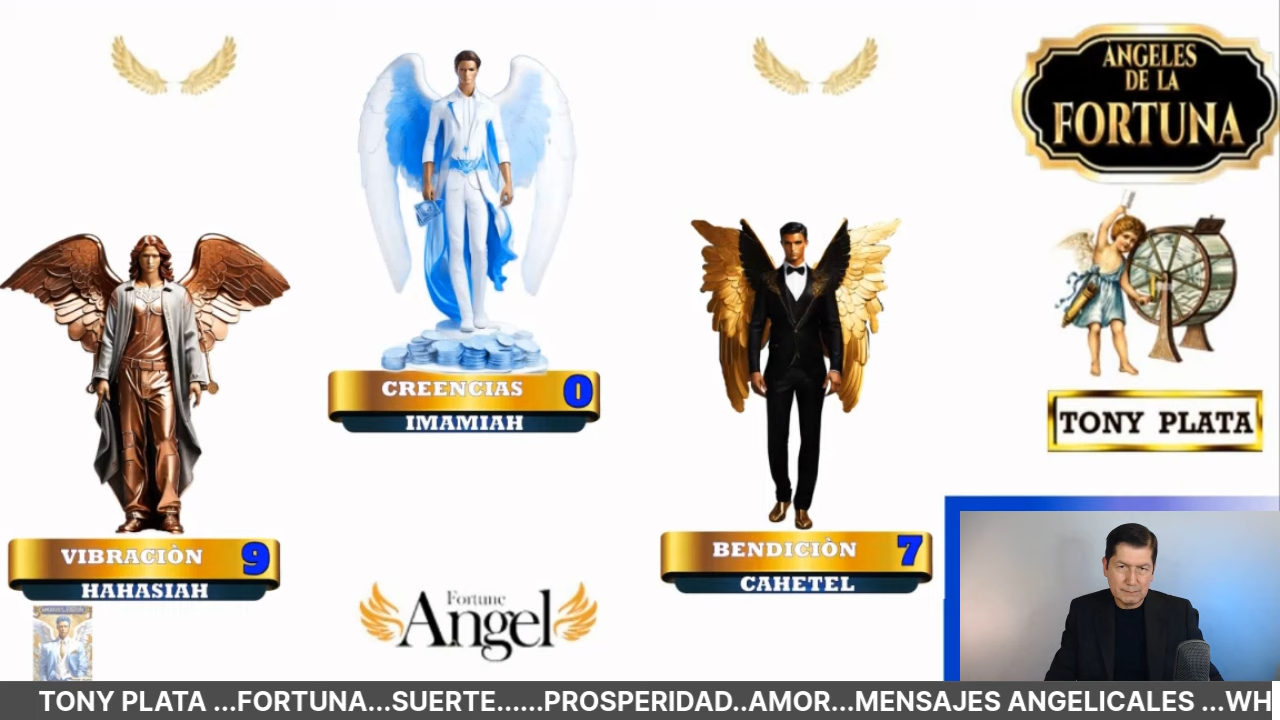 ÀNGELES
DE LA
FORTUNA
TONY PLATA
CREENCIAS 0
IMAMIAH
VIBRACIÒN 9
HAHASIAH
BENDICIÒN 7
CAHETEL
Fortune
Angel
TONY PLATA ...FORTUNA...SUERTE......PROSPERIDAD..AMOR...MENSAJES ANGELICALES ...WH